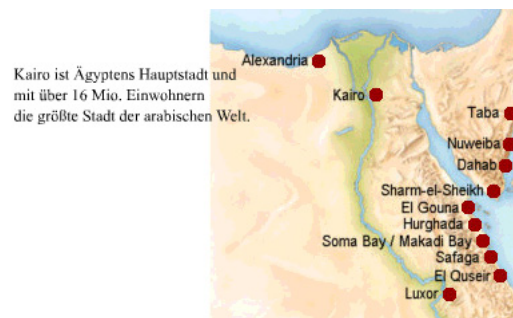 Kairo ist Ägyptens Hauptstadt und
mit über 16 Mio. Einwohnern
die größte Stadt der arabischen Welt.
Alexandria
Kairo
Taba
Nuweiba
Dahab
Sharm-el-Sheikh
El Gouna
Hurghada
Soma Bay / Makadi Bay
Safaga
El Quseir
Luxor